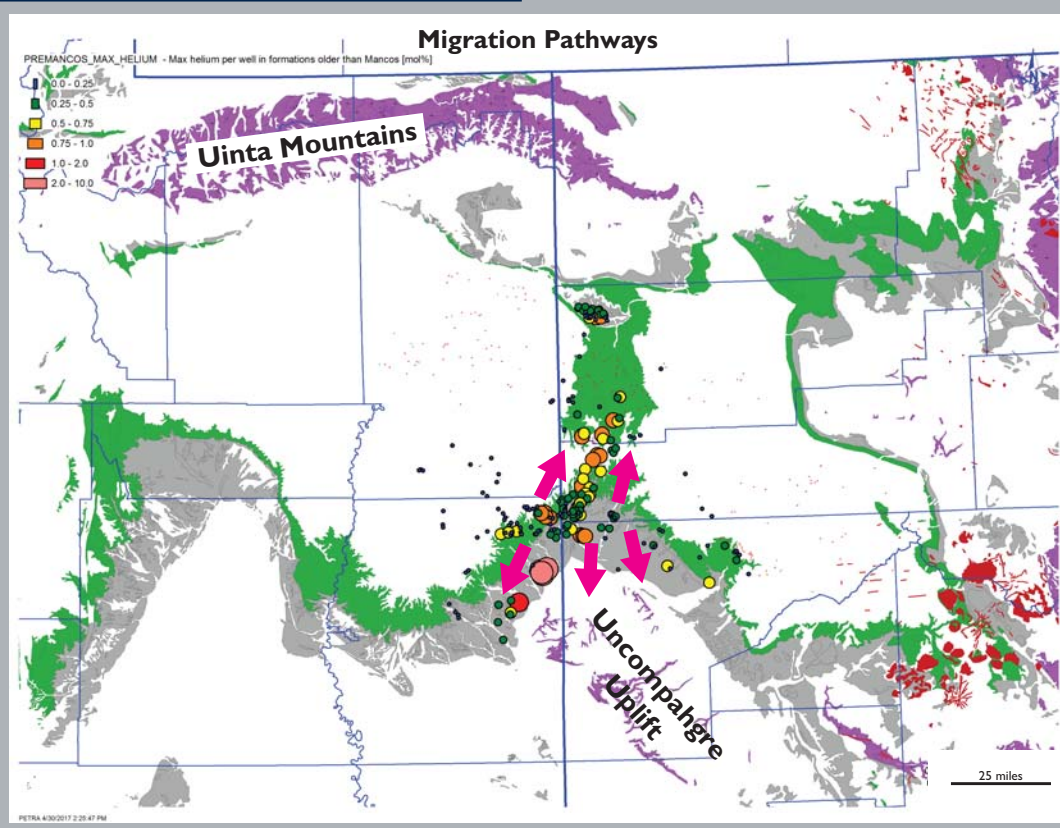 Migration Pathways
PREMANCOS_MAX_HELIUM - Max helium per well in formations older than Mancos [mol%]
0.0 - 0.25
0.25 - 0.5
0.5 - 0.75
0.75 - 1.0
1.0 - 2.0
2.0 - 10.0
Uinta Mountains
Uncompahgre
Uplift
25 miles
PETRA 4/30/2017 2:25:47 PM